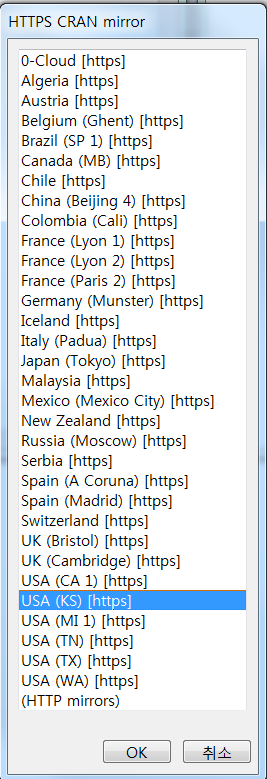 HTTPS CRAN mirror
0-Cloud [https]
Algeria [https]
Austria [https]
Belgium (Ghent) [https]
Brazil (SP 1) [https]
Canada (MB) [https]
Chile [https]
China (Beijing 4) [https]
Colombia (Cali) [https]
France (Lyon 1) [https]
France (Lyon 2) [https]
France (Paris 2) [https]
Germany (Munster) [https]
Iceland [https]
Italy (Padua) [https]
Japan (Tokyo) [https]
Malaysia [https]
Mexico (Mexico City) [https]
New Zealand [https]
Russia (Moscow) [https]
Serbia [https]
Spain (A Coruna) [https]
Spain (Madrid) [https]
Switzerland [https]
UK (Bristol) [https]
UK (Cambridge) [https]
USA (CA 1) [https]
USA (KS) [https]
USA (MI 1) [https]
USA (TN) [https]
USA (TX) [https]
USA (WA) [https]
(HTTP mirrors)
OK 취소